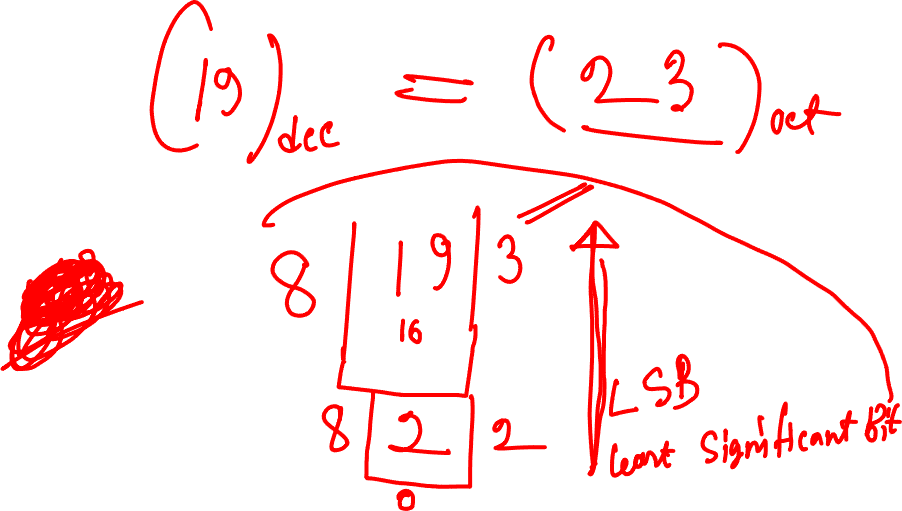 (19)dec = (23)oct
8 19 3
16
8 2 2
0
LSB
least significant bit